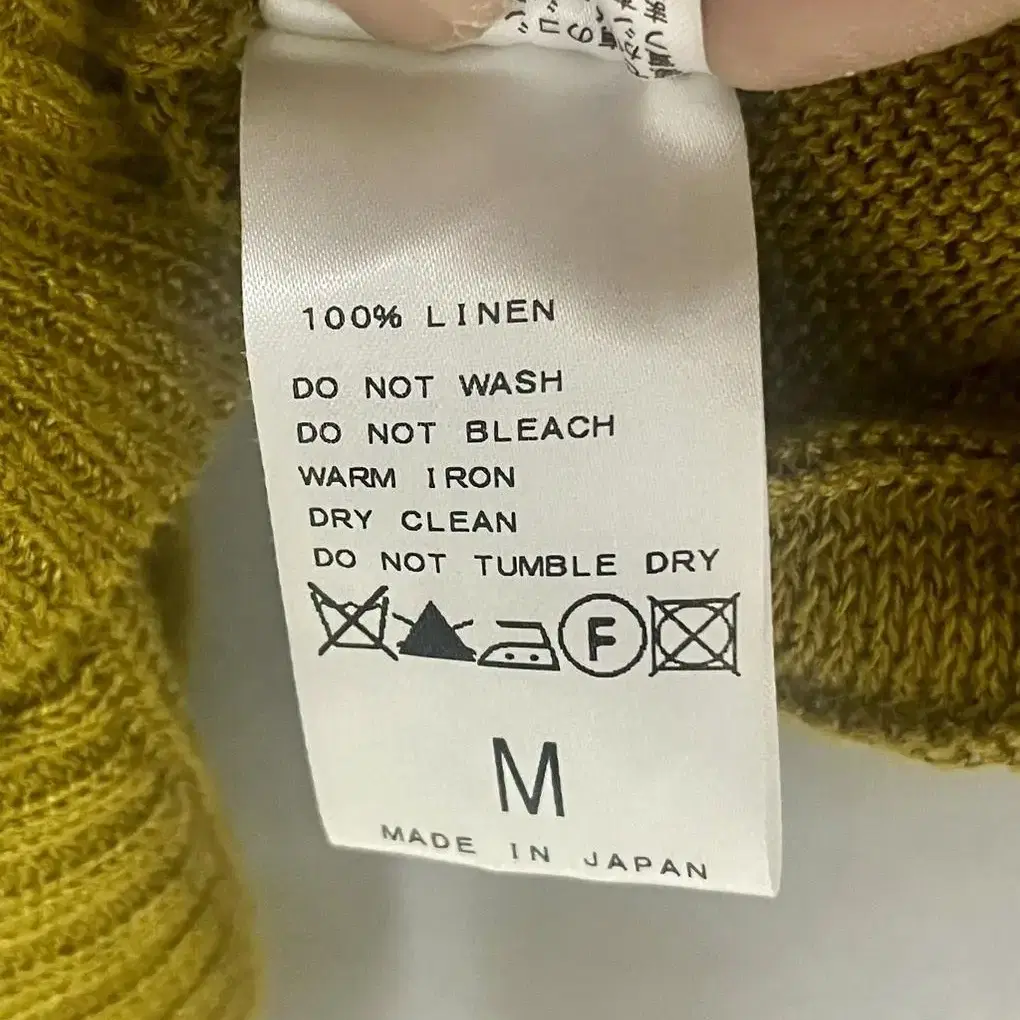 100% LINEN
DO NOT WASH
DO NOT BLEACH
WARM IRON
DRY CLEAN
DO NOT TUMBLE DRY
F
M
MADE IN JAPAN